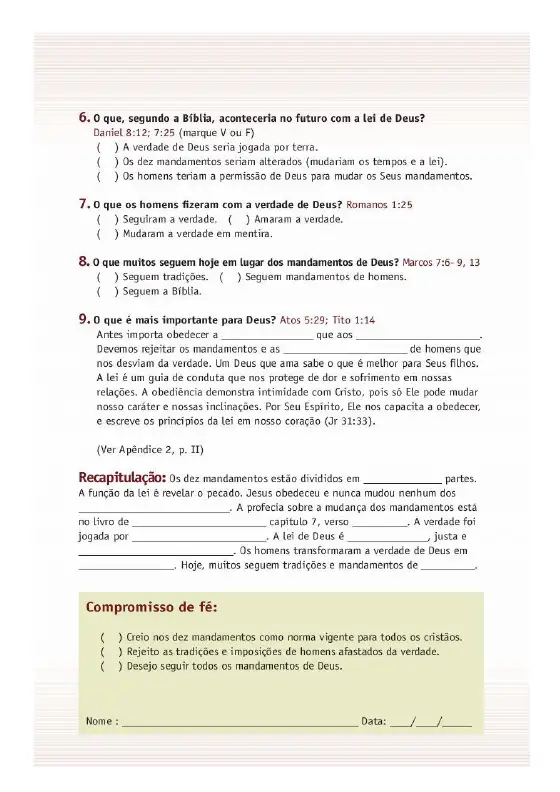 6. O que, segundo a Bíblia, aconteceria no futuro com a lei de Deus?
Daniel 8:12; 7:25 (marque V ou F)
( ) A verdade de Deus seria jogada por terra.
( ) Os dez mandamentos seriam alterados (mudariam os tempos e a lei).
( ) Os homens teriam a permissão de Deus para mudar os Seus mandamentos.
7. O que os homens fizeram com a verdade de Deus? Romanos 1:25
( ) Seguiram a verdade. ( ) Amaram a verdade.
( ) Mudaram a verdade em mentira.
8. O que muitos seguem hoje em lugar dos mandamentos de Deus? Marcos 7:6- 9, 13
( ) Seguem tradições. ( ) Seguem mandamentos de homens.
( ) Seguem a Bíblia.
9. O que é mais importante para Deus? Atos 5:29; Tito 1:14
Antes importa obedecer a _________________ que aos ______________________.
Devemos rejeitar os mandamentos e as ______________________ de homens que
nos desviam da verdade. Um Deus que ama sabe o que é melhor para Seus filhos.
A lei é um guia de conduta que nos protege de dor e sofrimento em nossas
relações. A obediência demonstra intimidade com Cristo, pois só Ele pode mudar
nosso caráter e nossas inclinações. Por Seu Espírito, Ele nos capacita a obedecer,
e escreve os princípios da lei em nosso coração (Jr 31:33).
(Ver Apêndice 2, p. II)
Recapitulação: Os dez mandamentos estão divididos em ______________ partes.
A função da lei é revelar o pecado. Jesus obedeceu e nunca mudou nenhum dos
___________________________. A profecia sobre a mudança dos mandamentos está
no livro de ________________________ capítulo 7, verso __________. A verdade foi
jogada por ________________________. A lei de Deus é ______________, justa e
____________________________. Os homens transformaram a verdade de Deus em
_________________. Hoje, muitos seguem tradições e mandamentos de __________.
Compromisso de fé:
( ) Creio nos dez mandamentos como norma vigente para todos os cristãos.
( ) Rejeito as tradições e imposições de homens afastados da verdade.
( ) Desejo seguir todos os mandamentos de Deus.
Nome : __________________________________________ Data: ____/____/______